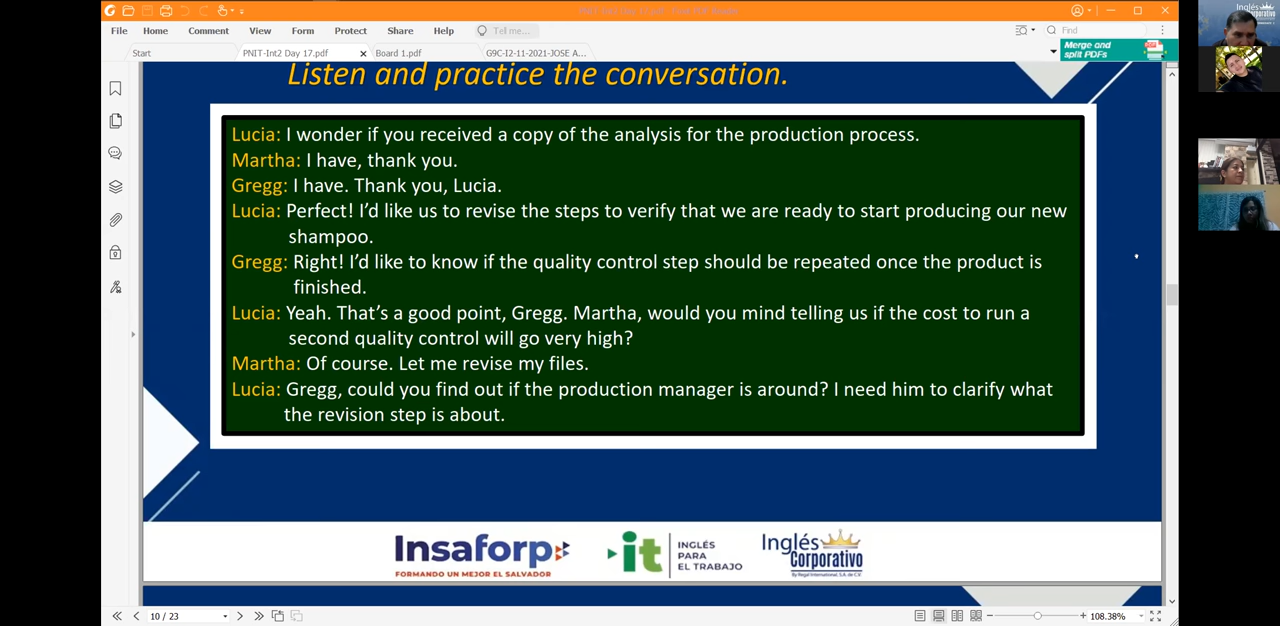 File Home Comment View Form Protect Share Help Tell me... Find
Start PNIT-Int2 Day 17.pdf Board 1.pdf G9C-I2-11-2021-JOSE A...
Merge and
split PDFs
Listen and practice the conversation.
Lucia: I wonder if you received a copy of the analysis for the production process.
Martha: I have, thank you.
Gregg: I have. Thank you, Lucia.
Lucia: Perfect! I’d like us to revise the steps to verify that we are ready to start producing our new
shampoo.
Gregg: Right! I’d like to know if the quality control step should be repeated once the product is
finished.
Lucia: Yeah. That’s a good point, Gregg. Martha, would you mind telling us if the cost to run a
second quality control will go very high?
Martha: Of course. Let me revise my files.
Lucia: Gregg, could you find out if the production manager is around? I need him to clarify what
the revision step is about.
Insaforp
FORMANDO UN MEJOR EL SALVADOR
it
INGLÉS
PARA
EL TRABAJO
Inglés
Corporativo
By Regal International, S.A. de C.V.
10 / 23
108.38%
Inglés
Corporativo